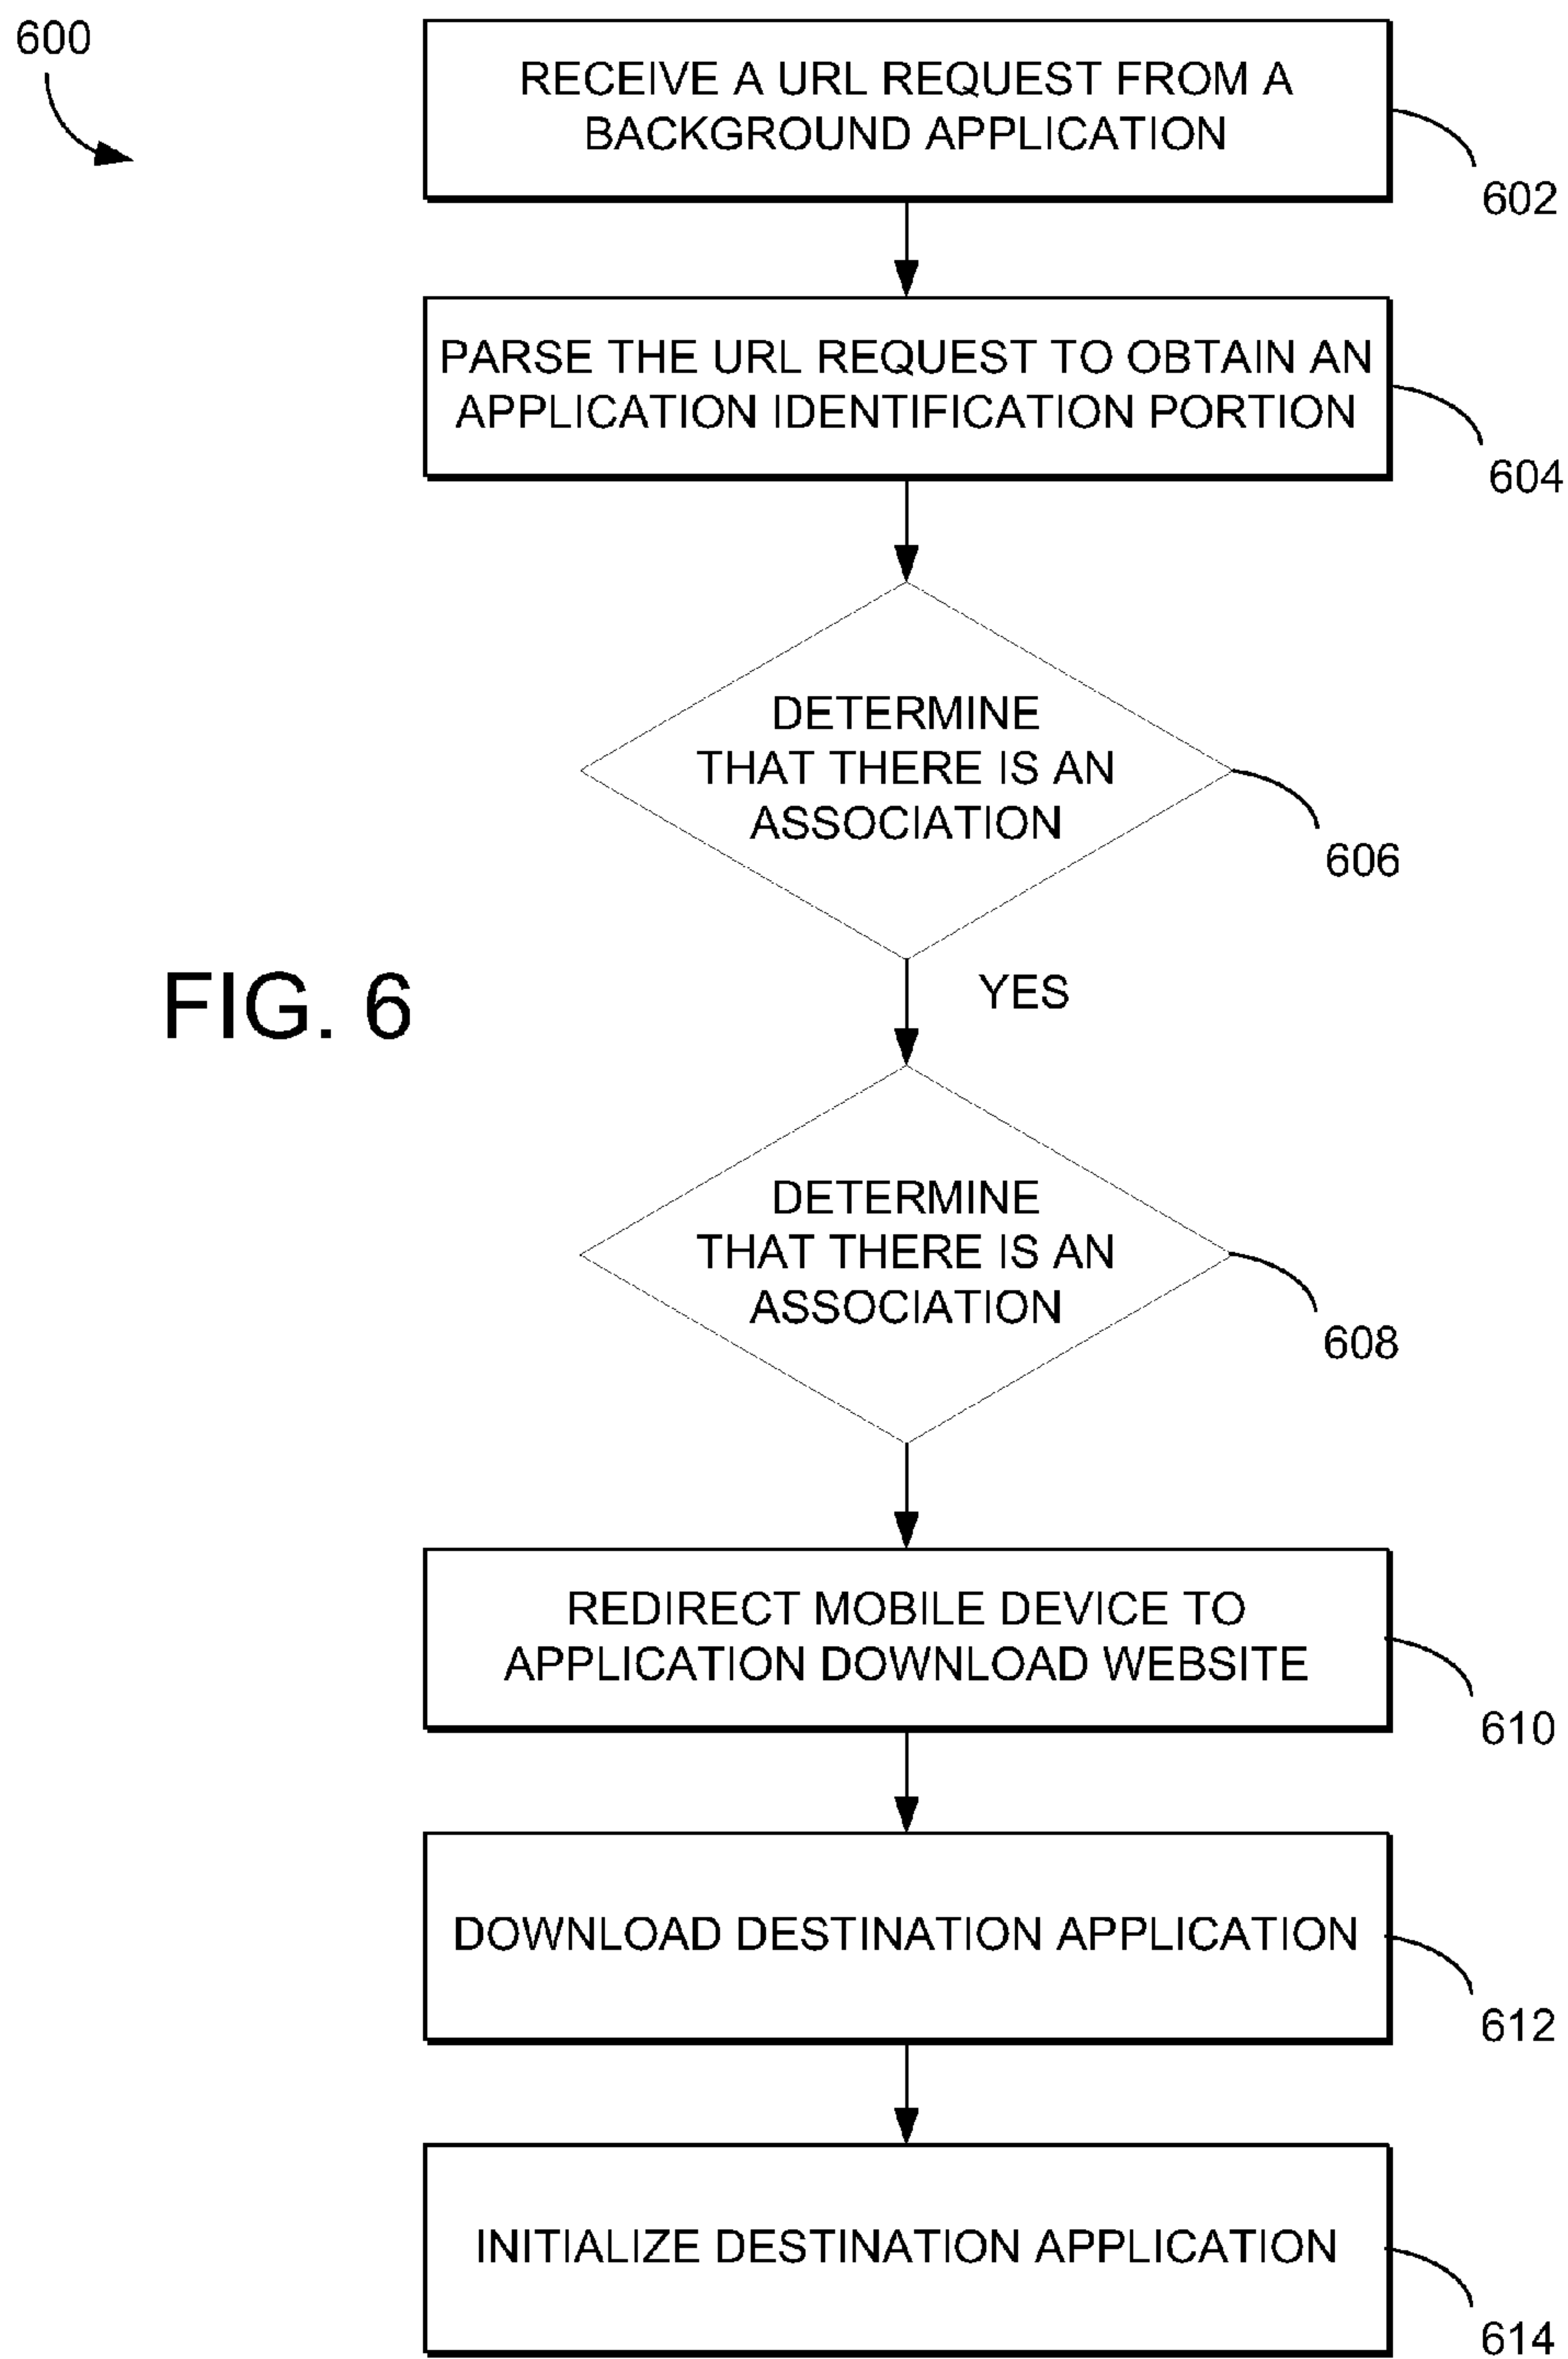 600
RECEIVE A URL REQUEST FROM A
BACKGROUND APPLICATION
602
PARSE THE URL REQUEST TO OBTAIN AN
APPLICATION IDENTIFICATION PORTION
604
DETERMINE
THAT THERE IS AN
ASSOCIATION
606
FIG. 6
YES
DETERMINE
THAT THERE IS AN
ASSOCIATION
608
REDIRECT MOBILE DEVICE TO
APPLICATION DOWNLOAD WEBSITE
610
DOWNLOAD DESTINATION APPLICATION
612
INITIALIZE DESTINATION APPLICATION
614